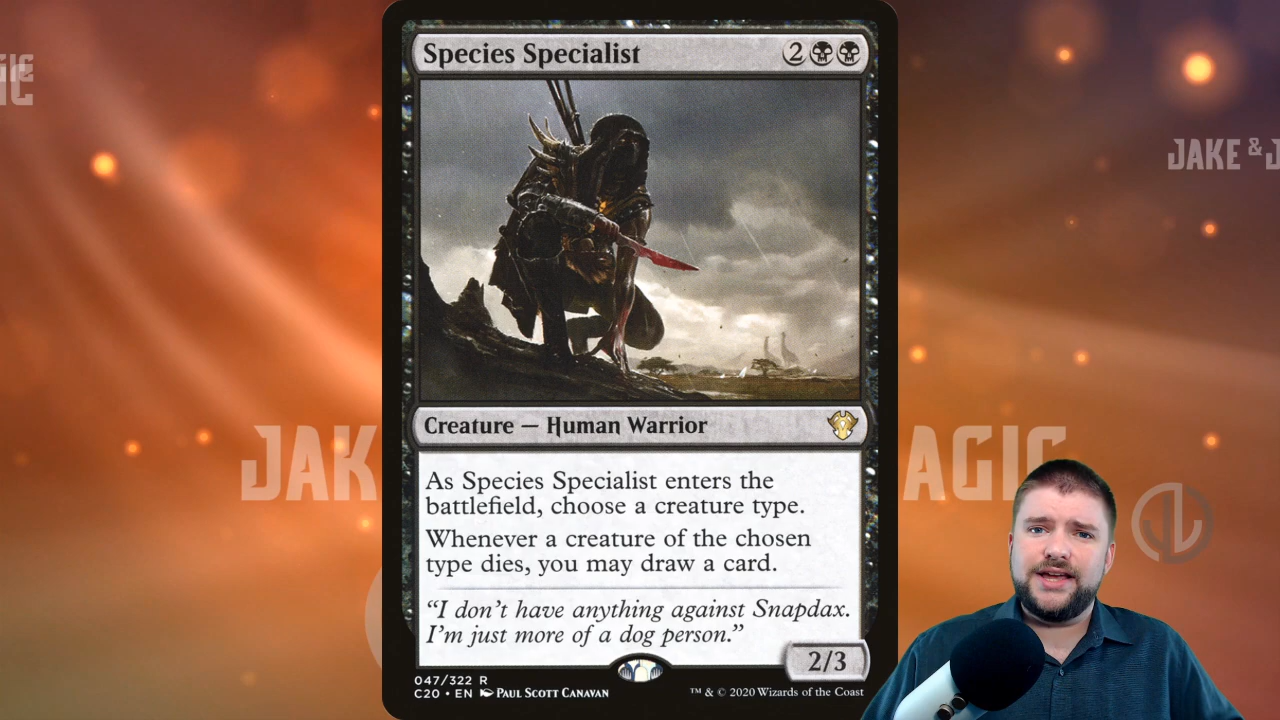 Species Specialist 2
Creature — Human Warrior
As Species Specialist enters the
battlefield, choose a creature type.
Whenever a creature of the chosen
type dies, you may draw a card.
“I don’t have anything against Snapdax.
I’m just more of a dog person.”
2/3
047/322 R
C20 • EN PAUL SCOTT CANAVAN
™ & © 2020 Wizards of the Coast
JAKE & J
JAK
AGIC